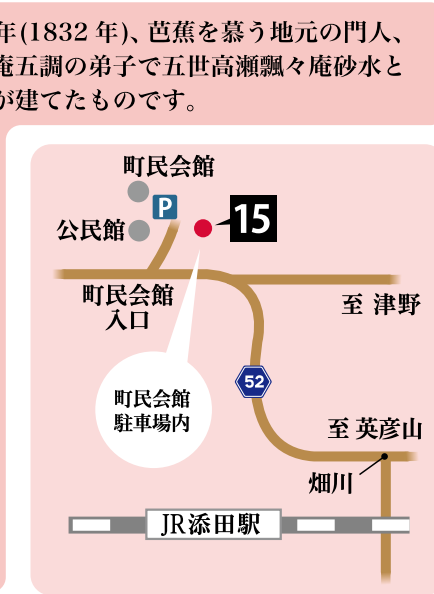 年(1832年)、芭蕉を慕う地元の門人、
庵五調の弟子で五世高瀬飄々庵砂水と
が建てたものです。
町民会館
P
15
公民館
町民会館
入口
至 津野
52
町民会館
駐車場内
至 英彦山
畑川
JR添田駅